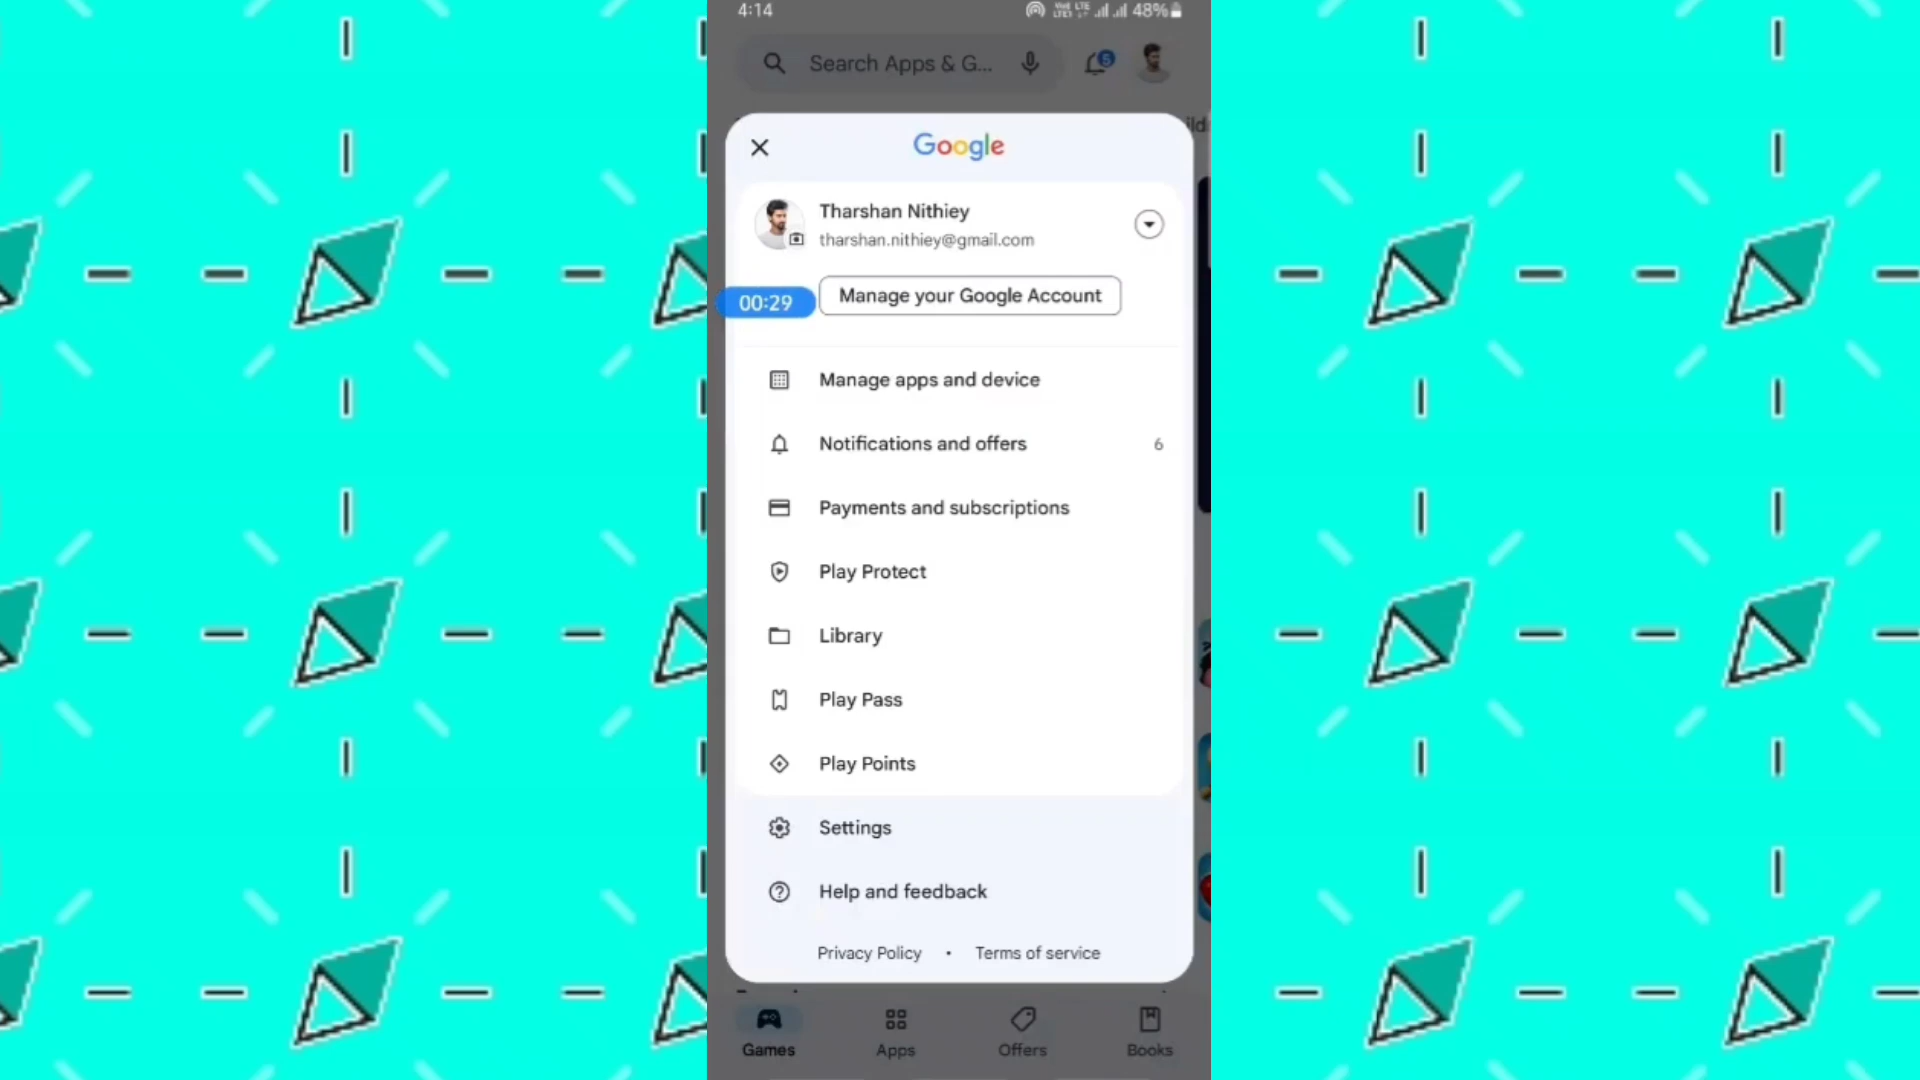 4:14
48%
Search Apps & G...
5
ild
Google
Tharshan Nithiey
tharshan.nithiey@gmail.com
00:29
Manage your Google Account
Manage apps and device
Notifications and offers 6
Payments and subscriptions
Play Protect
Library
Play Pass
Play Points
Settings
Help and feedback
Privacy Policy • Terms of service
Games Apps Offers Books